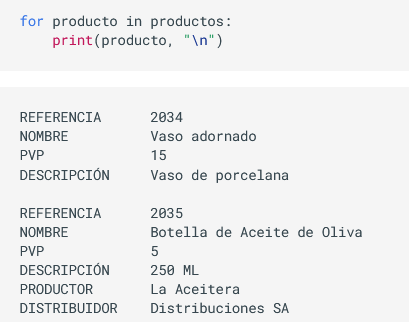 for producto in productos:
    print(producto, "\n")
REFERENCIA      2034
NOMBRE          Vaso adornado
PVP             15
DESCRIPCIÓN     Vaso de porcelana
REFERENCIA      2035
NOMBRE          Botella de Aceite de Oliva
PVP             5
DESCRIPCIÓN     250 ML
PRODUCTOR       La Aceitera
DISTRIBUIDOR    Distribuciones SA